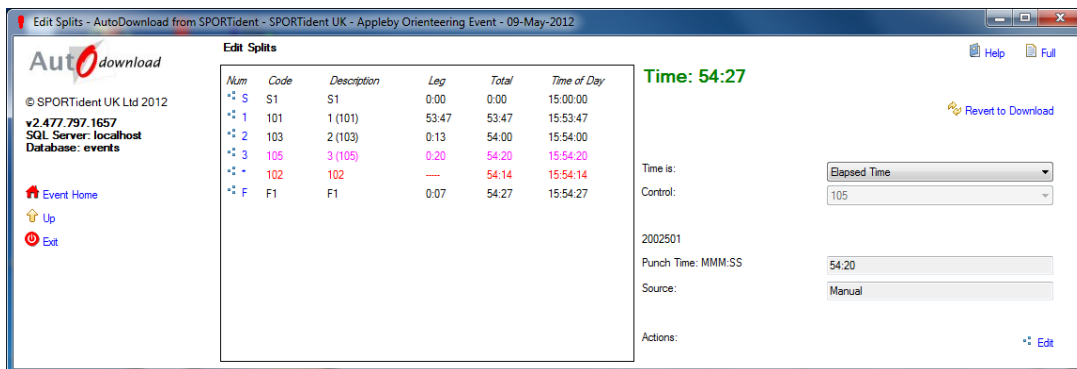 Edit Splits - AutoDownload from SPORTident - SPORTident UK - Appleby Orienteering Event - 09-May-2012
AutO download
© SPORTident UK Ltd 2012
v2.477.797.1657
SQL Server: localhost
Database: events
Event Home
Up
Exit
Edit Splits
Num Code Description Leg Total Time of Day
S S1 S1 0:00 0:00 15:00:00
1 101 1 (101) 53:47 53:47 15:53:47
2 103 2 (103) 0:13 54:00 15:54:00
3 105 3 (105) 0:20 54:20 15:54:20
* 102 102 ----- 54:14 15:54:14
F F1 F1 0:07 54:27 15:54:27
Help Full
Time: 54:27
Revert to Download
Time is: Elapsed Time
Control: 105
2002501
Punch Time: MMM:SS 54:20
Source: Manual
Actions: Edit